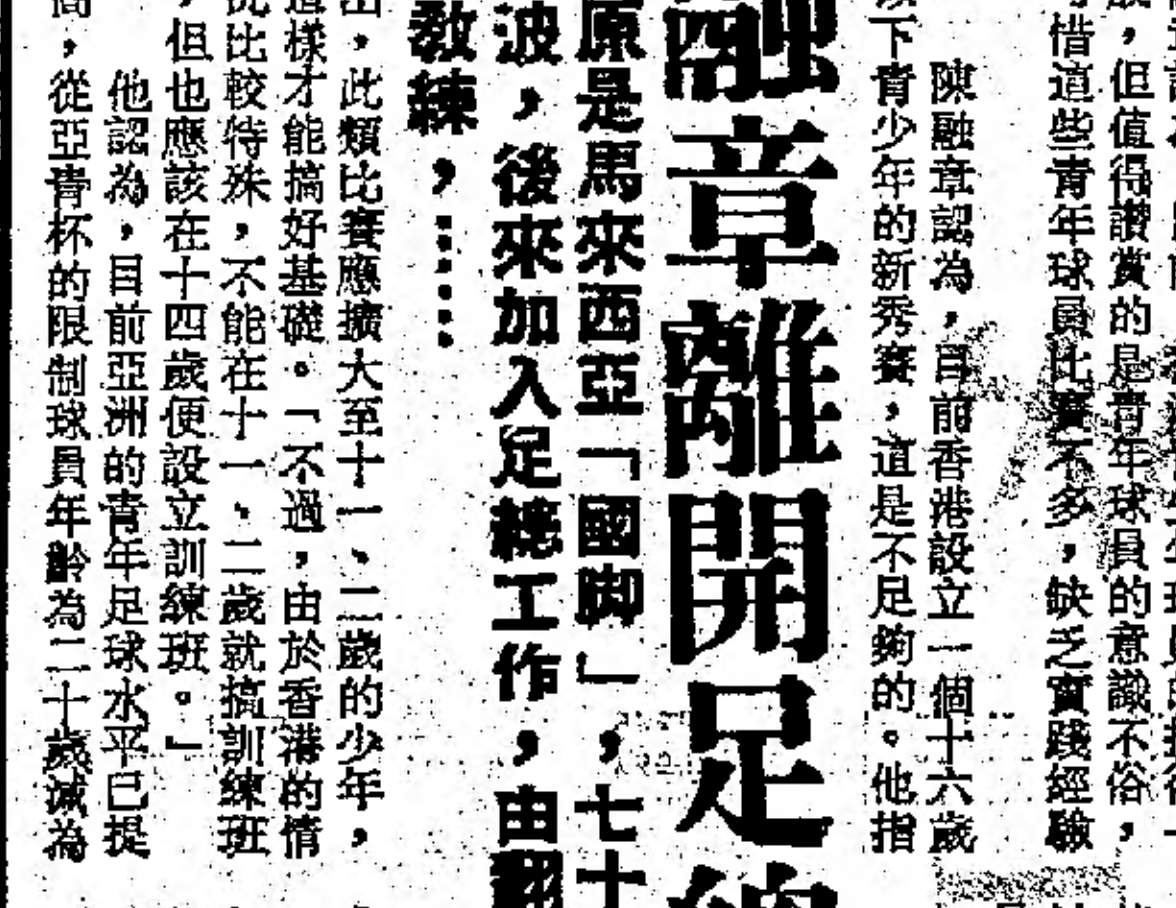 ，但值得讚賞的是青年球員的意識不俗，
惜這些青年球員比賽不多，缺乏實踐經驗
陳融章認為，目前香港設立一個十六歲
下青少年的新秀賽，這是不足夠的。他指
融章離開足總
原是馬來西亞「國脚」，七十
波，後來加入足總工作，由翻
教練，……
出，此類比賽應擴大至十一、二歲的少年，
這樣才能搞好基礎。「不過，由於香港的情
況比較特殊，不能在十一、二歲就搞訓練班
，但也應該在十四歲便設立訓練班。」
他認為，目前亞洲的青年足球水平已提
高，從亞青杯的限制球員年齡為二十歲減為